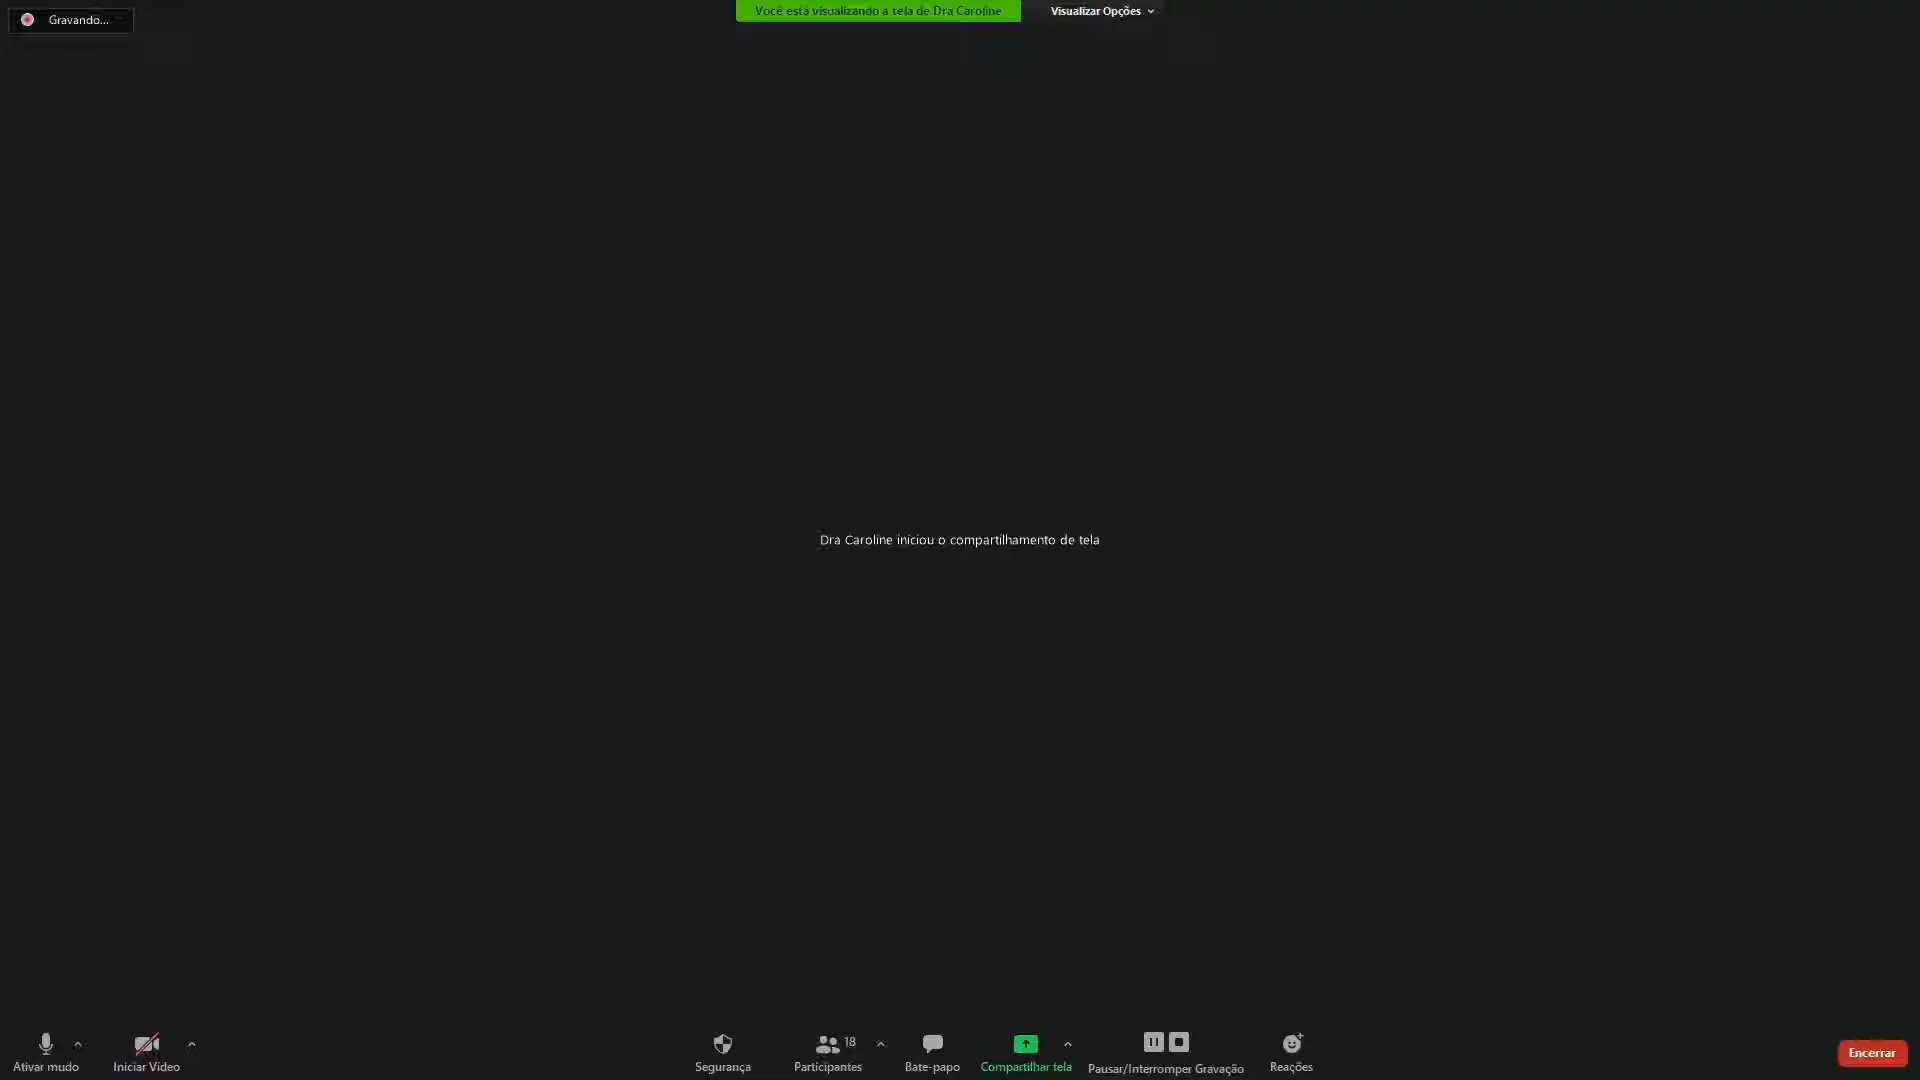 Gravando...
Você está visualizando a tela de Dra Caroline
Visualizar Opções
Dra Caroline iniciou o compartilhamento de tela
Ativar mudo
Iniciar Vídeo
Segurança
18
Participantes
Bate-papo
Compartilhar tela
Pausar/Interromper Gravação
Reações
Encerrar